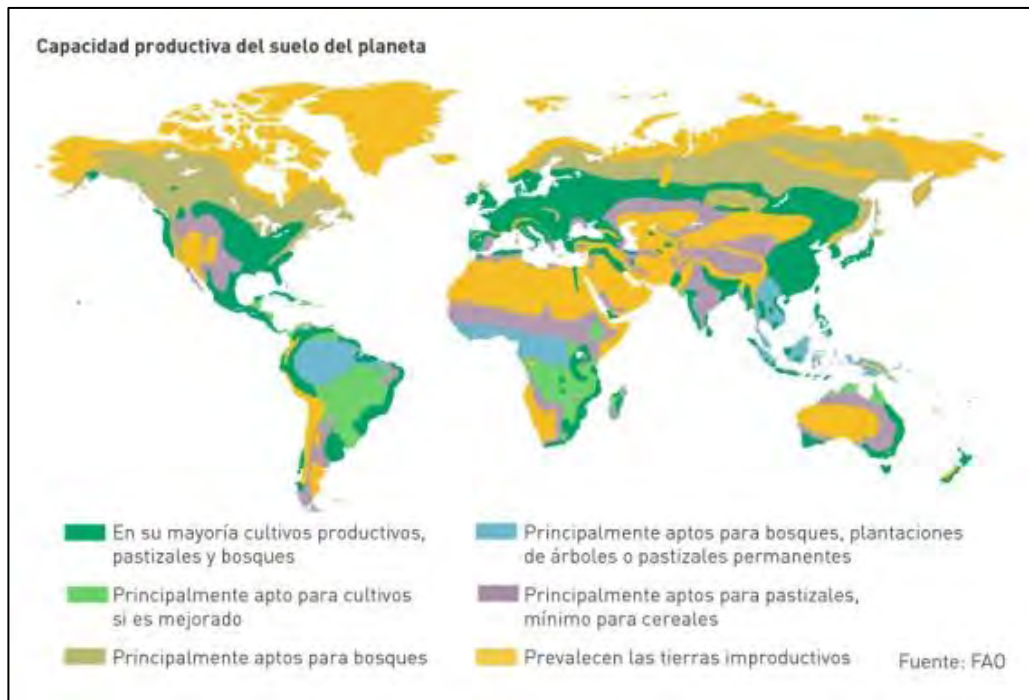 Capacidad productiva del suelo del planeta
En su mayoría cultivos productivos,
pastizales y bosques
Principalmente apto para cultivos
si es mejorado
Principalmente aptos para bosques
Principalmente aptos para bosques, plantaciones
de árboles o pastizales permanentes
Principalmente aptos para pastizales,
mínimo para cereales
Prevalecen las tierras improductivos
Fuente: FAO